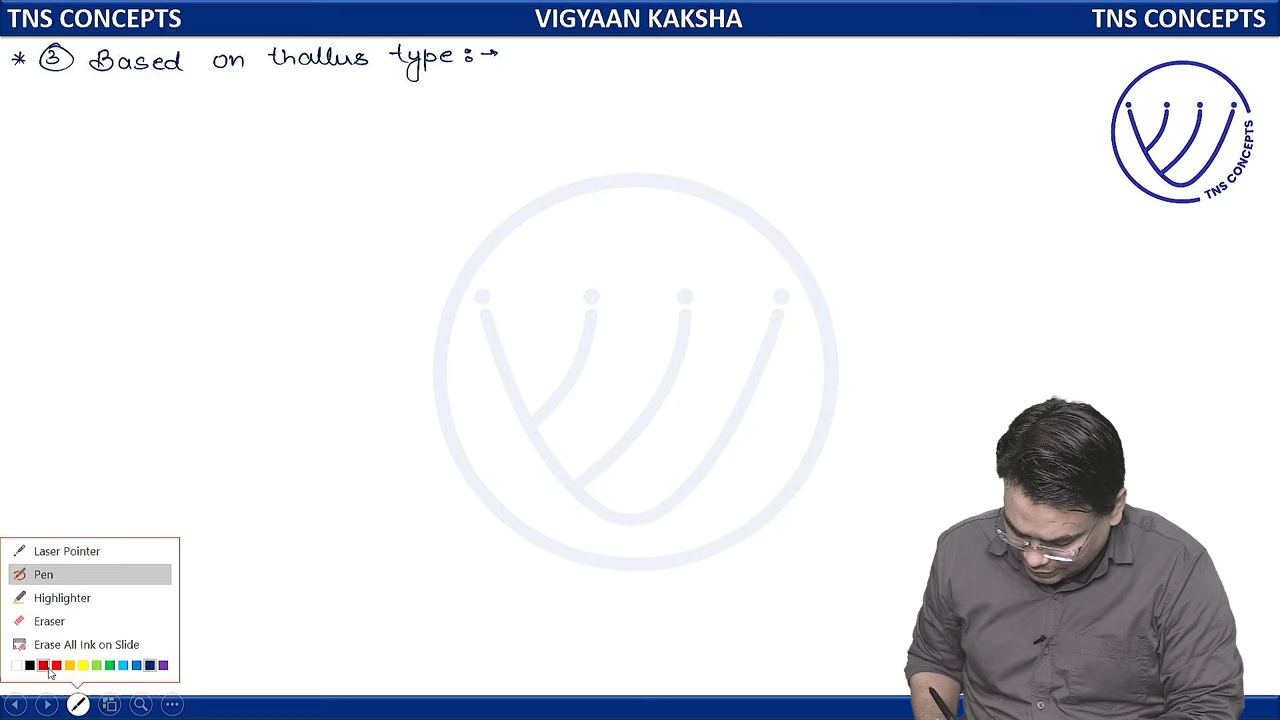 TNS CONCEPTS VIGYAAN KAKSHA TNS CONCEPTS
* ③ Based on thallus type :→
TNS CONCEPTS
Laser Pointer
Pen
Highlighter
Eraser
Erase All Ink on Slide